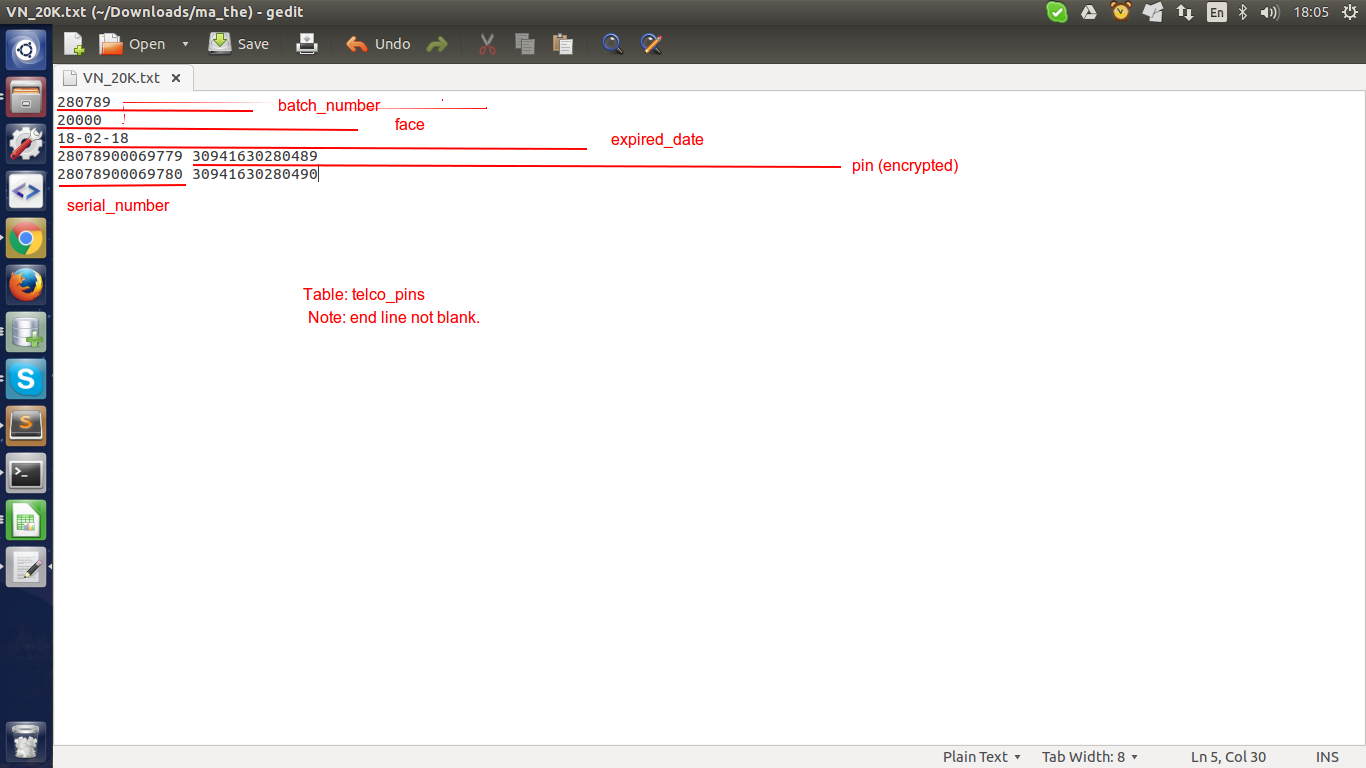 VN_20K.txt (~/Downloads/ma_the) - gedit
En
18:05
Open
Save
Undo
VN_20K.txt
280789
batch_number
20000
face
18-02-18
expired_date
28078900069779 30941630280489
pin (encrypted)
28078900069780 30941630280490
serial_number
Table: telco_pins
Note: end line not blank.
Plain Text
Tab Width: 8
Ln 5, Col 30
INS